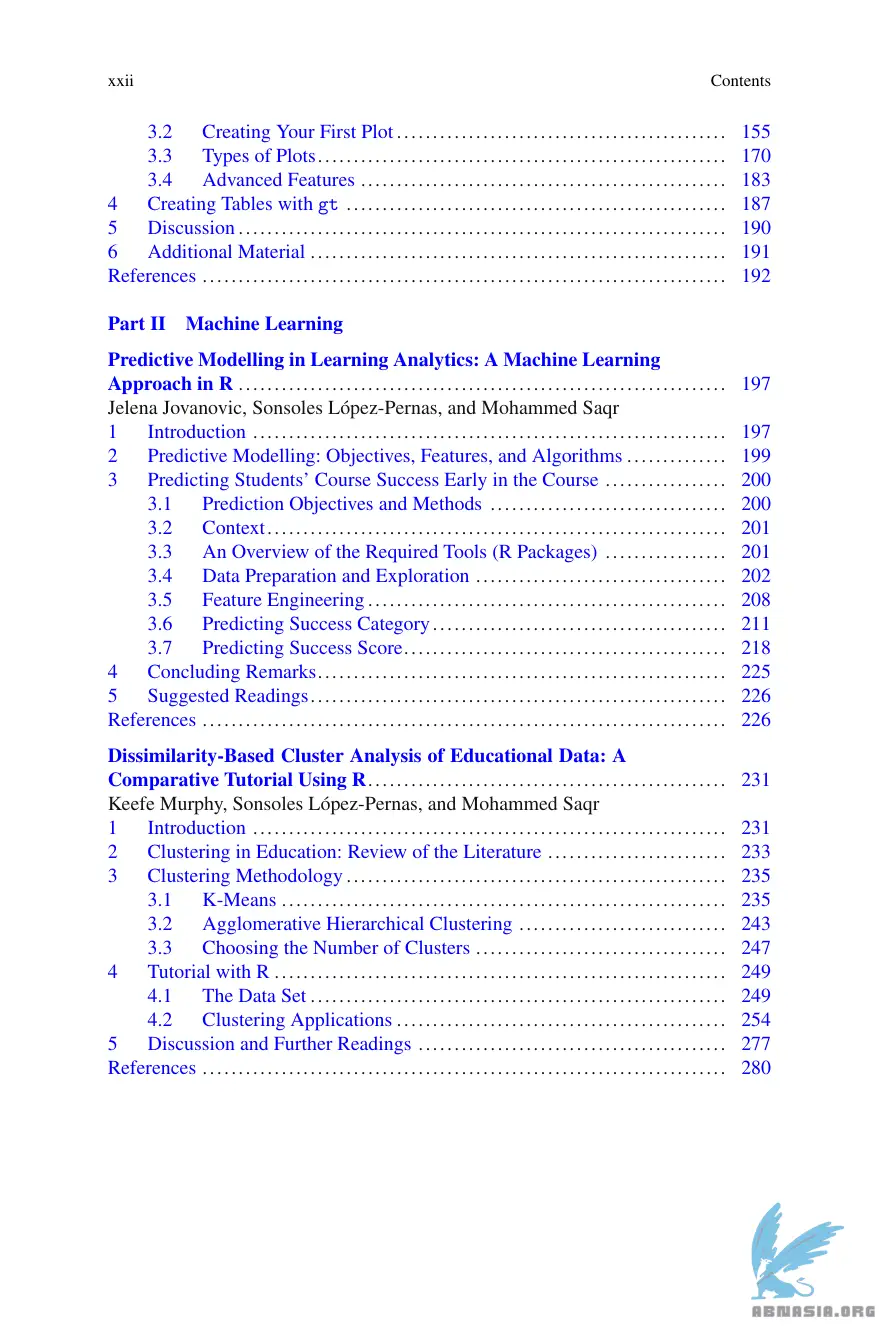 xxii Contents
3.2 Creating Your First Plot .............................................. 155
3.3 Types of Plots......................................................... 170
3.4 Advanced Features ................................................... 183
4 Creating Tables with gt ..................................................... 187
5 Discussion .................................................................... 190
6 Additional Material .......................................................... 191
References ......................................................................... 192
Part II Machine Learning
Predictive Modelling in Learning Analytics: A Machine Learning
Approach in R .................................................................... 197
Jelena Jovanovic, Sonsoles López-Pernas, and Mohammed Saqr
1 Introduction .................................................................. 197
2 Predictive Modelling: Objectives, Features, and Algorithms .............. 199
3 Predicting Students’ Course Success Early in the Course ................. 200
3.1 Prediction Objectives and Methods ................................. 200
3.2 Context................................................................ 201
3.3 An Overview of the Required Tools (R Packages) ................. 201
3.4 Data Preparation and Exploration ................................... 202
3.5 Feature Engineering .................................................. 208
3.6 Predicting Success Category......................................... 211
3.7 Predicting Success Score............................................. 218
4 Concluding Remarks......................................................... 225
5 Suggested Readings.......................................................... 226
References ......................................................................... 226
Dissimilarity-Based Cluster Analysis of Educational Data: A
Comparative Tutorial Using R.................................................. 231
Keefe Murphy, Sonsoles López-Pernas, and Mohammed Saqr
1 Introduction .................................................................. 231
2 Clustering in Education: Review of the Literature ......................... 233
3 Clustering Methodology ..................................................... 235
3.1 K-Means .............................................................. 235
3.2 Agglomerative Hierarchical Clustering ............................. 243
3.3 Choosing the Number of Clusters ................................... 247
4 Tutorial with R ............................................................... 249
4.1 The Data Set .......................................................... 249
4.2 Clustering Applications .............................................. 254
5 Discussion and Further Readings ........................................... 277
References ......................................................................... 280
ABNASIA.ORG